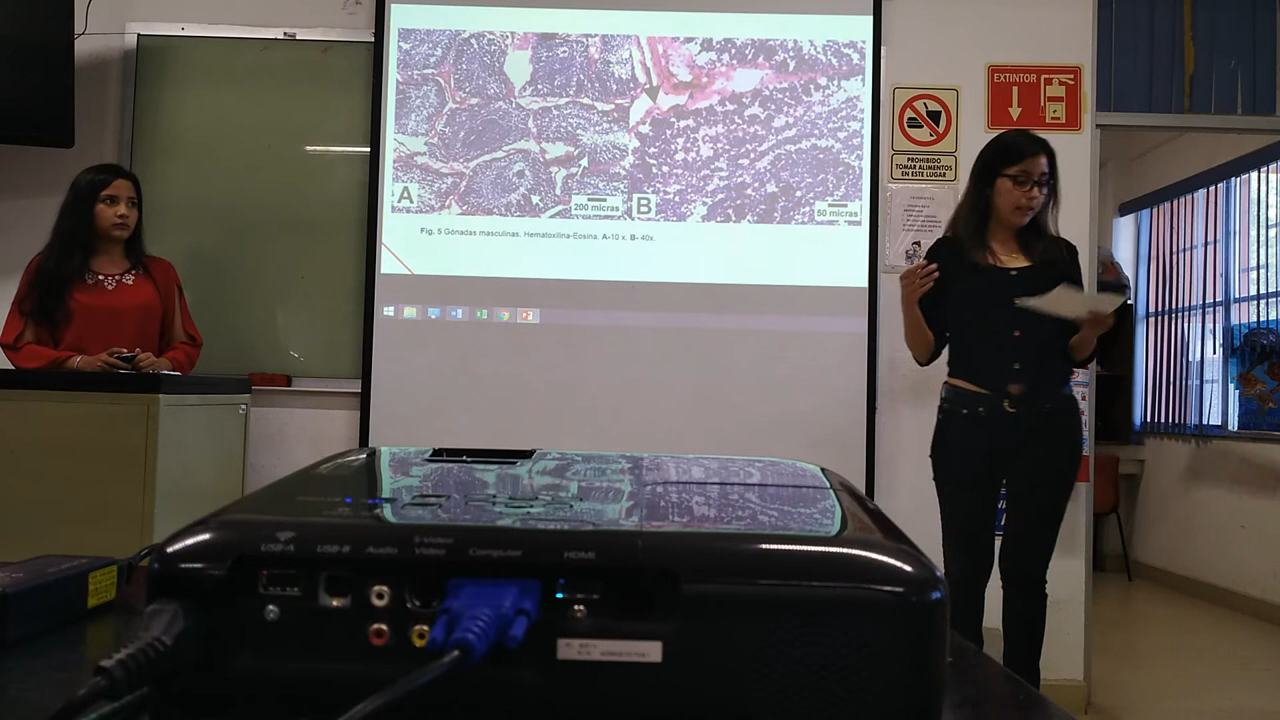 A
200 micras
B
50 micras
Fig. 5 Gónadas masculinas. Hematoxilina-Eosina. A-10 x. B- 40x.
EXTINTOR
PROHIBIDO
TOMAR ALIMENTOS
EN ESTE LUGAR
USB-A USB-B Audio S-Video
Video Computer HDMI